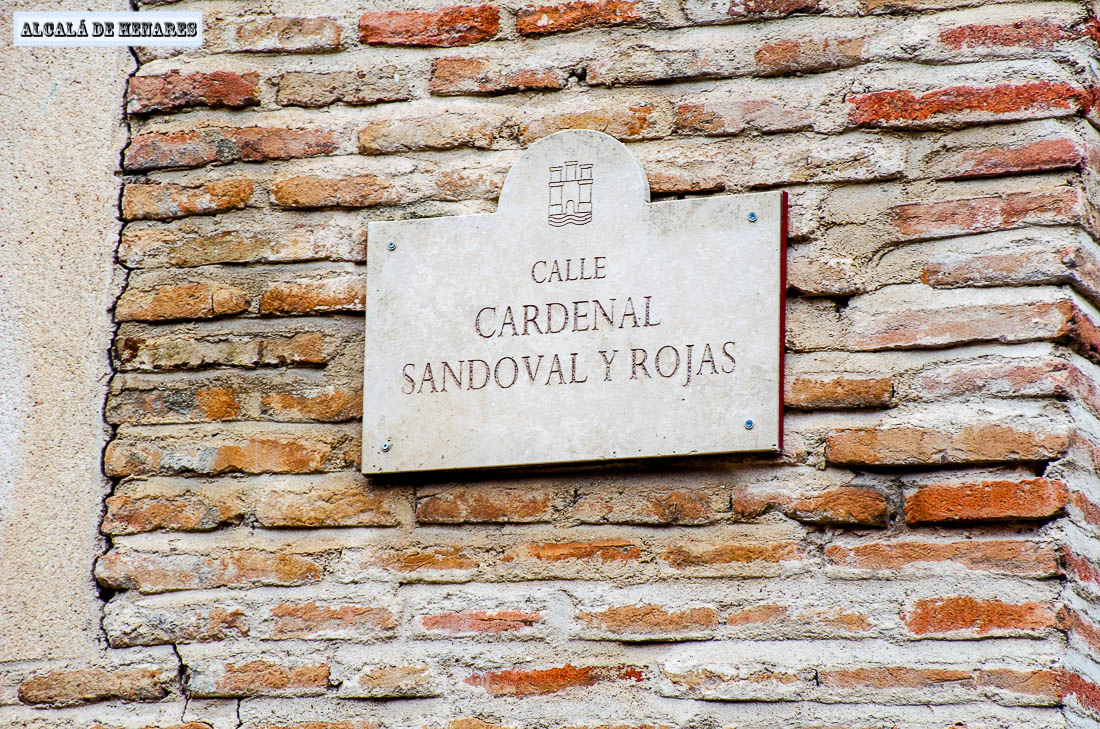 ALCALÁ DE HENARES
CALLE
CARDENAL
SANDOVAL Y ROJAS